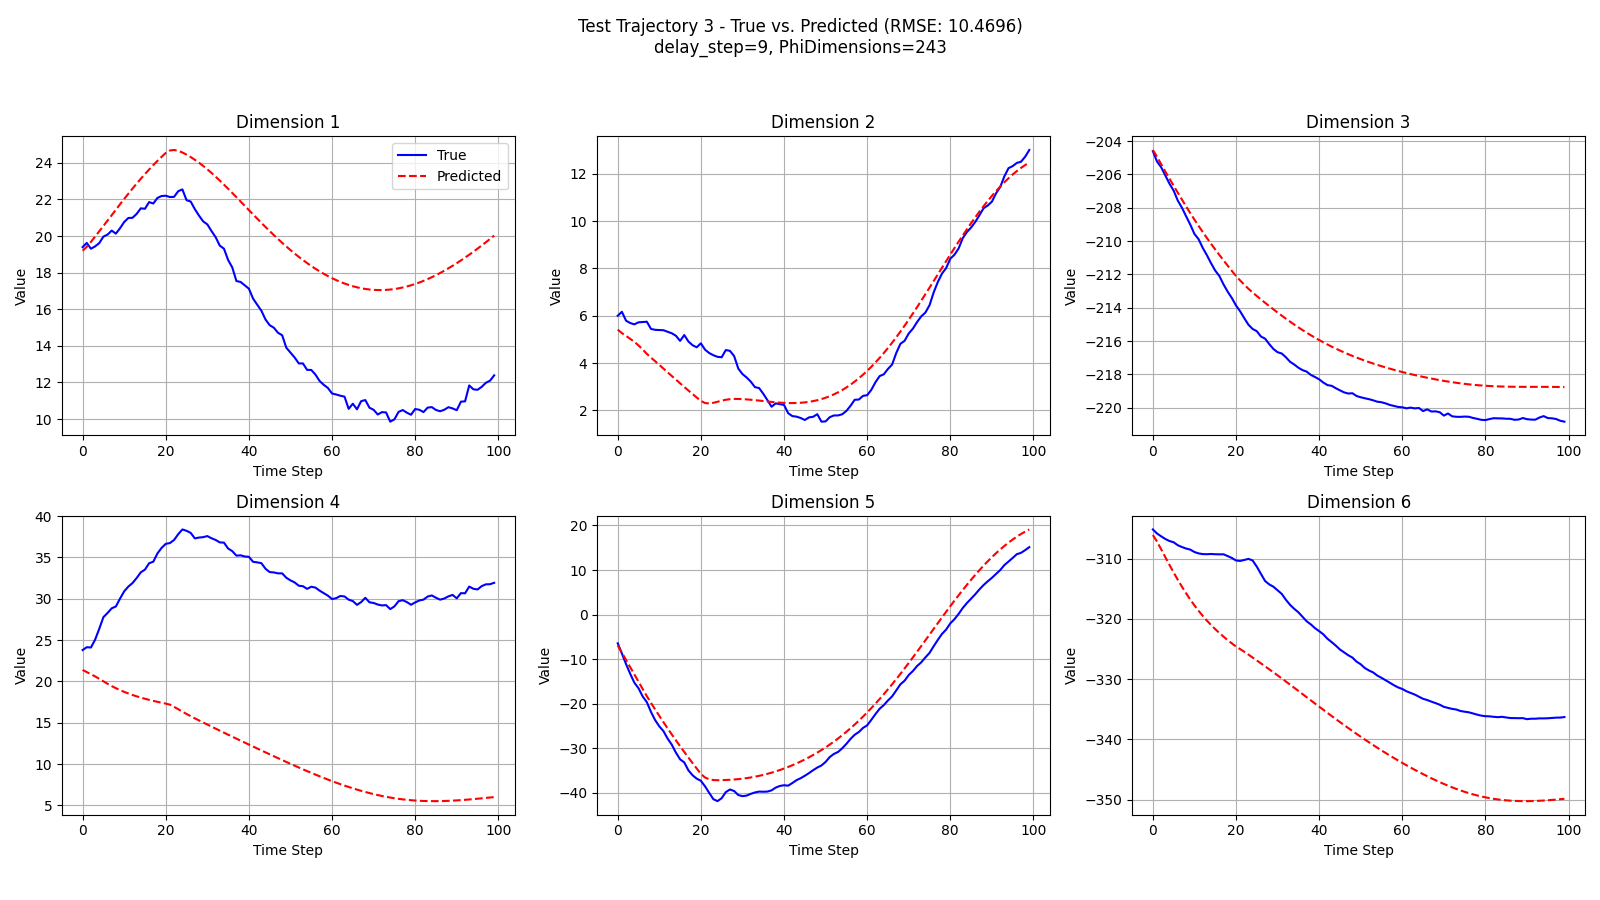 Test Trajectory 3 - True vs. Predicted (RMSE: 10.4696)
delay_step=9, PhiDimensions=243
Dimension 1
True
Predicted
Value
24
22
20
18
16
14
12
10
0 20 40 60 80 100
Time Step
Dimension 2
Value
12
10
8
6
4
2
0 20 40 60 80 100
Time Step
Dimension 3
Value
−204
−206
−208
−210
−212
−214
−216
−218
−220
0 20 40 60 80 100
Time Step
Dimension 4
Value
40
35
30
25
20
15
10
5
0 20 40 60 80 100
Time Step
Dimension 5
Value
20
10
0
−10
−20
−30
−40
0 20 40 60 80 100
Time Step
Dimension 6
Value
−310
−320
−330
−340
−350
0 20 40 60 80 100
Time Step